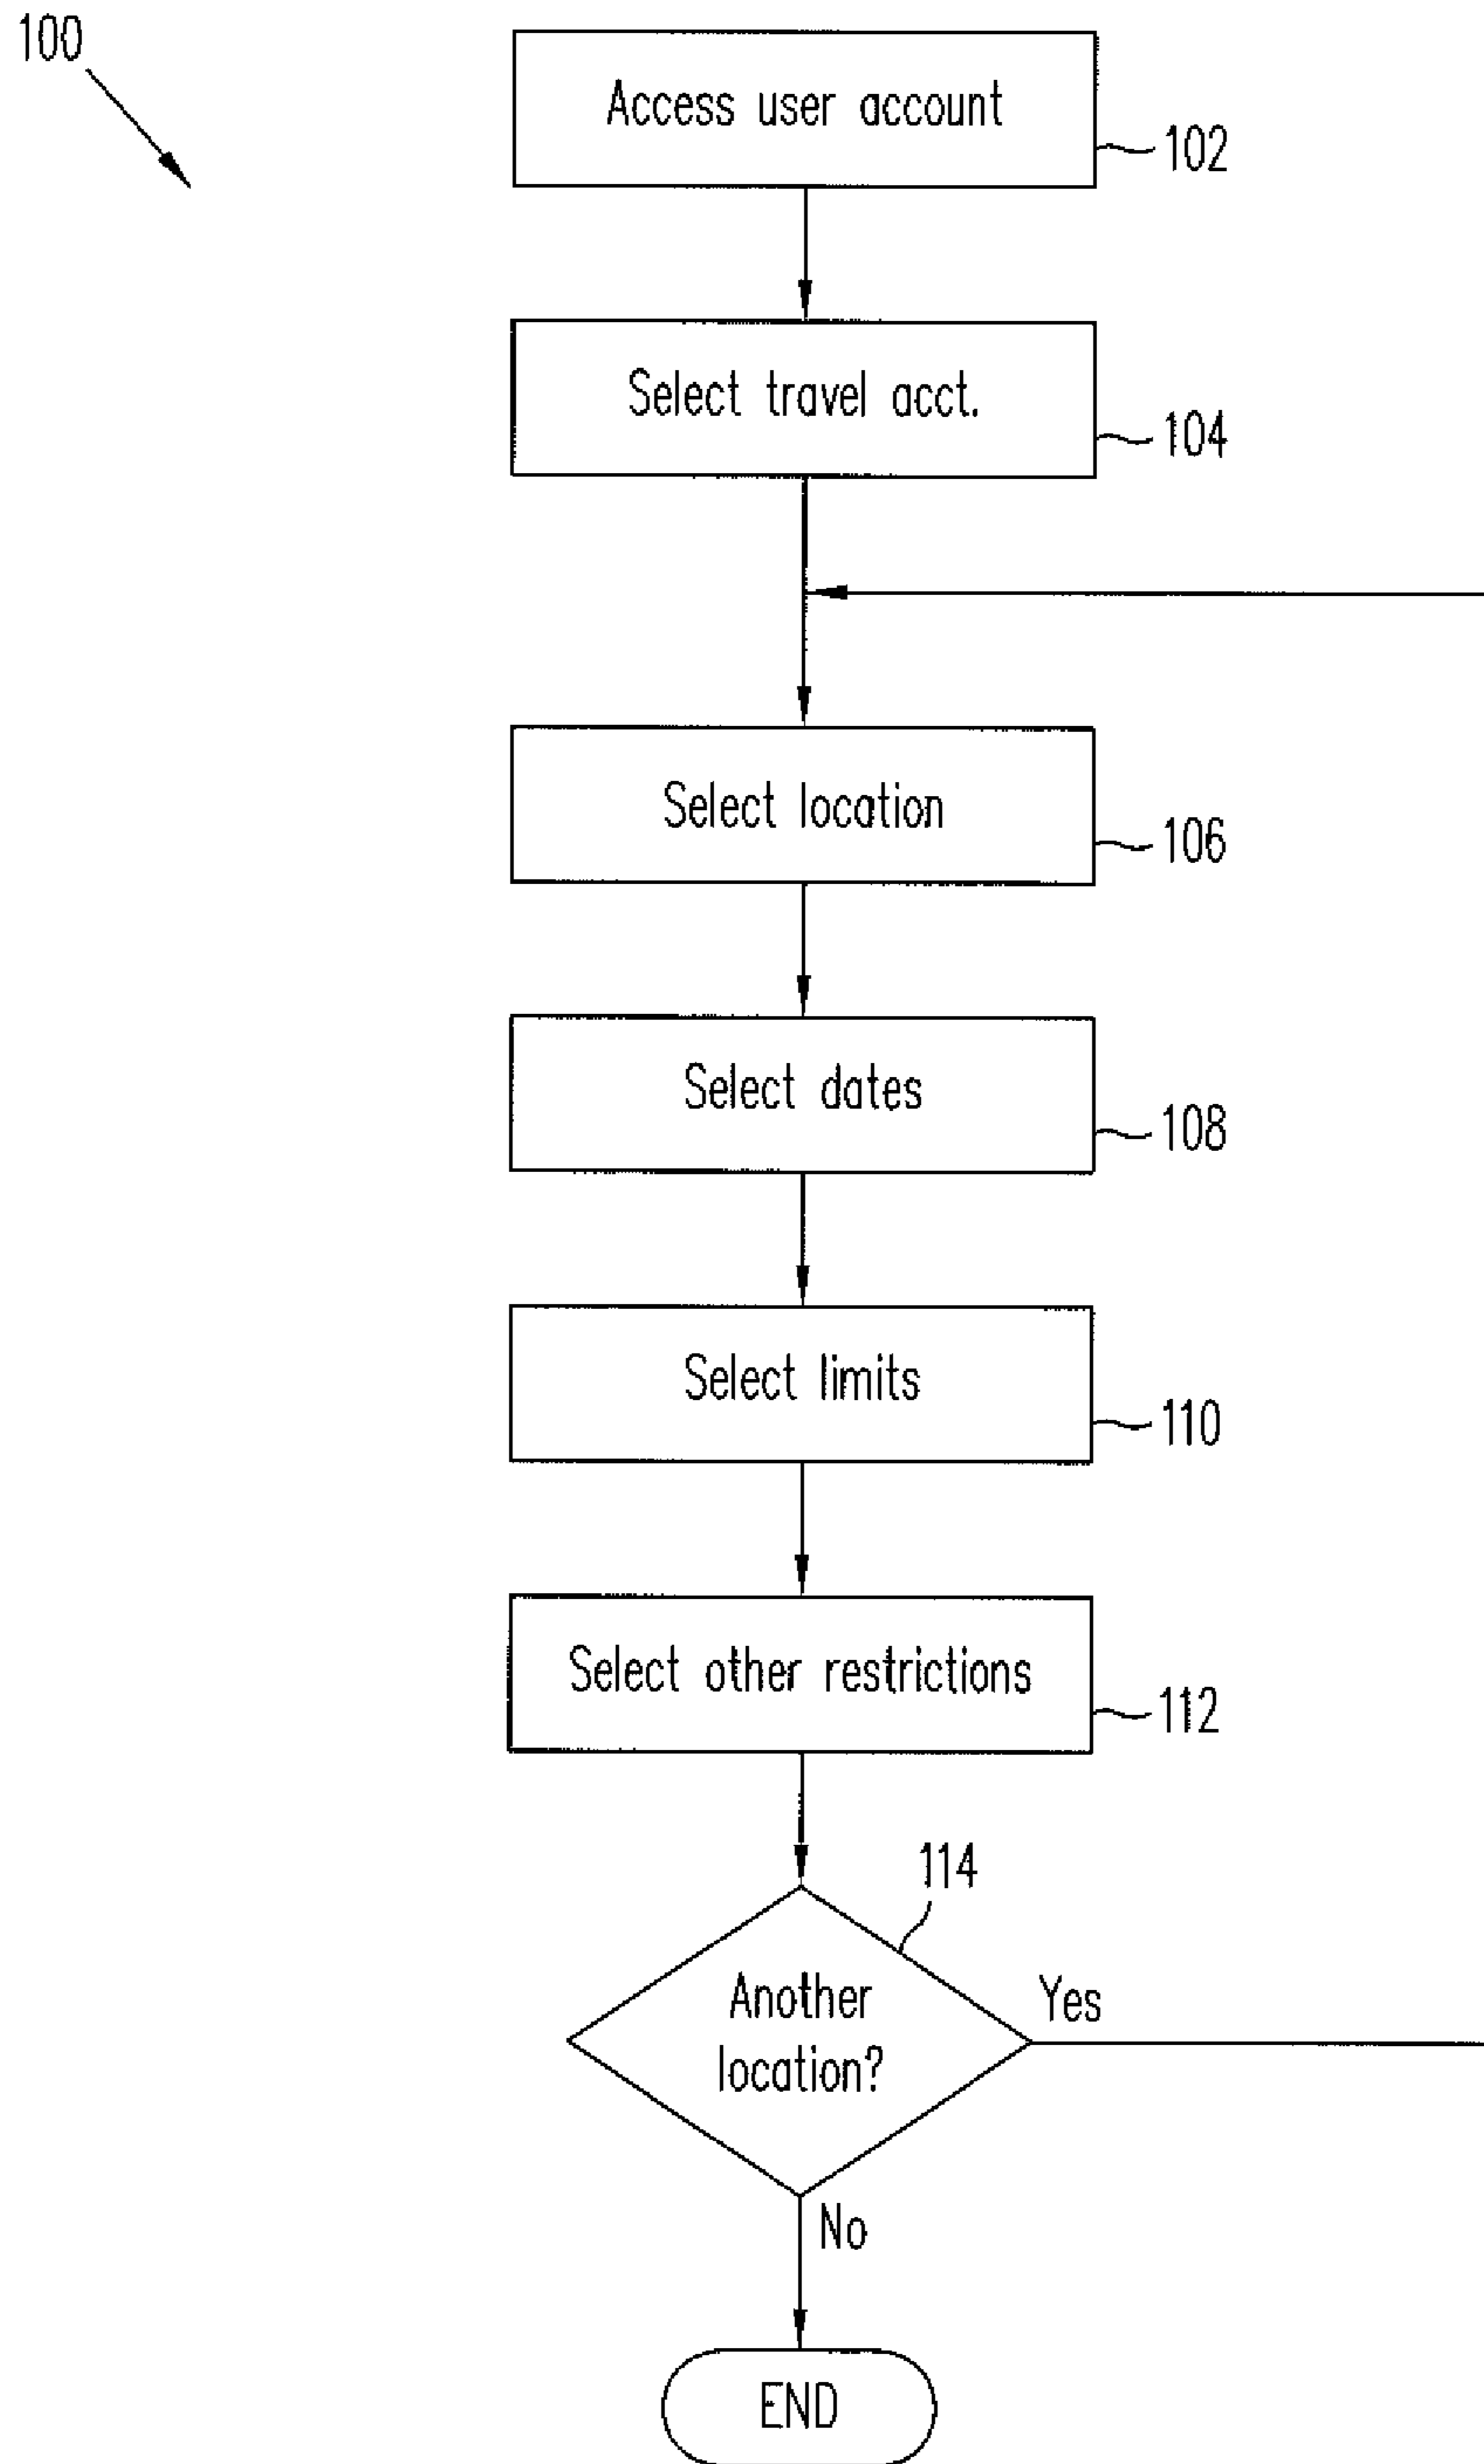 100
Access user account
102
Select travel acct.
104
Select location
106
Select dates
108
Select limits
110
Select other restrictions
112
114
Another
location?
Yes
No
END